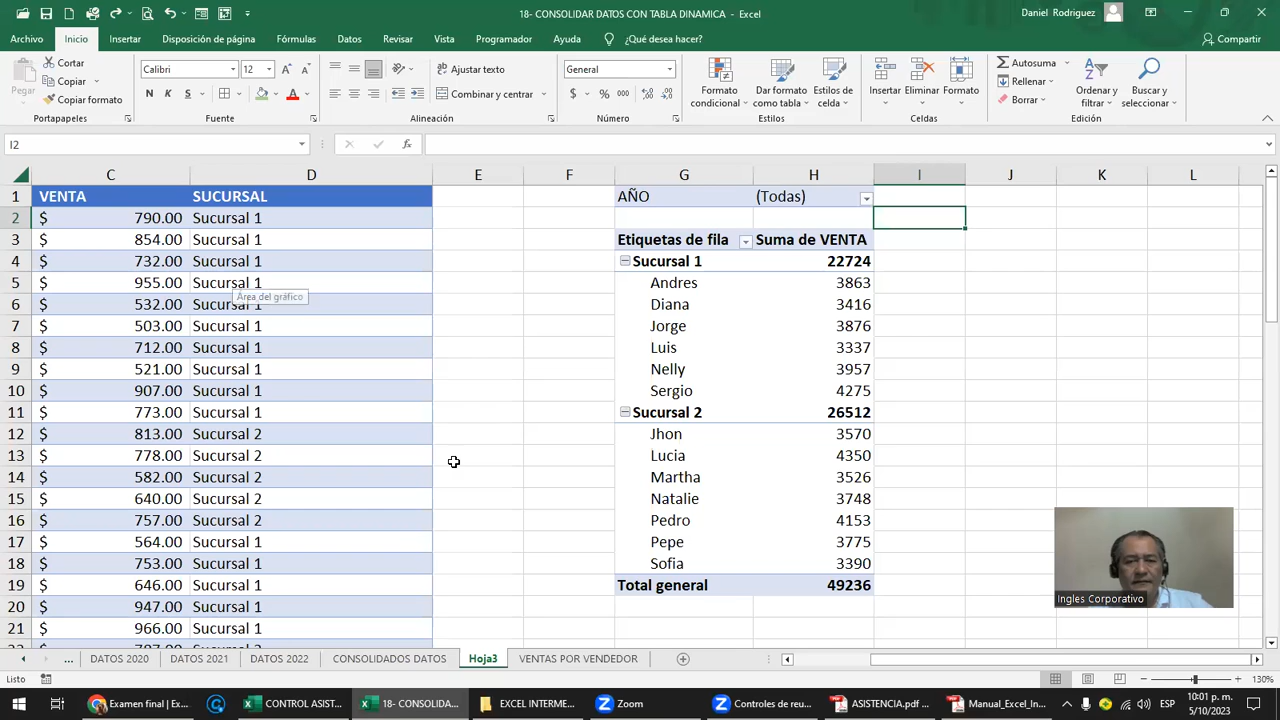 18- CONSOLIDAR DATOS CON TABLA DINAMICA - Excel
Daniel Rodriguez
Archivo Inicio Insertar Disposición de página Fórmulas Datos Revisar Vista Programador Ayuda ¿Qué desea hacer? Compartir
Pegar
Cortar
Copiar
Copiar formato
Portapapeles
Calibri 12
N K S
Fuente
Ajustar texto
Combinar y centrar
Alineación
General
$ % 000
Número
Formato condicional
Dar formato como tabla
Estilos de celda
Estilos
Insertar Eliminar Formato
Celdas
Autosuma
Rellenar
Borrar
Ordenar y filtrar
Buscar y seleccionar
Edición
I2 fx
C D E F G H I J K L
1 VENTA SUCURSAL AÑO (Todas)
2 $ 790.00 Sucursal 1
3 $ 854.00 Sucursal 1 Etiquetas de fila Suma de VENTA
4 $ 732.00 Sucursal 1 Sucursal 1 22724
5 $ 955.00 Sucursal 1 Andres 3863
Área del gráfico
6 $ 532.00 Sucursal 1 Diana 3416
7 $ 503.00 Sucursal 1 Jorge 3876
8 $ 712.00 Sucursal 1 Luis 3337
9 $ 521.00 Sucursal 1 Nelly 3957
10 $ 907.00 Sucursal 1 Sergio 4275
11 $ 773.00 Sucursal 1 Sucursal 2 26512
12 $ 813.00 Sucursal 2 Jhon 3570
13 $ 778.00 Sucursal 2 Lucia 4350
14 $ 582.00 Sucursal 2 Martha 3526
15 $ 640.00 Sucursal 2 Natalie 3748
16 $ 757.00 Sucursal 2 Pedro 4153
17 $ 564.00 Sucursal 1 Pepe 3775
18 $ 753.00 Sucursal 1 Sofia 3390
19 $ 646.00 Sucursal 1 Total general 49236
20 $ 947.00 Sucursal 1
21 $ 966.00 Sucursal 1
Ingles Corporativo
... DATOS 2020 DATOS 2021 DATOS 2022 CONSOLIDADOS DATOS Hoja3 VENTAS POR VENDEDOR
Listo 130%
Examen final | Ex... CONTROL ASIST... 18- CONSOLIDA... EXCEL INTERME... Zoom Controles de reu... ASISTENCIA.pdf ... Manual_Excel_In... ESP 10:01 p. m.
5/10/2023